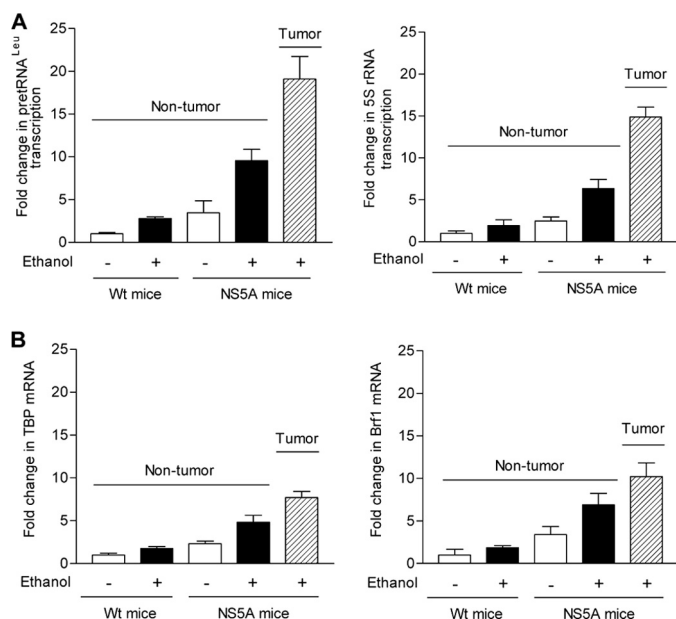 A
Fold change in pretRNA^Leu
transcription
25
20
15
10
5
0
Non-tumor
Tumor
Ethanol - + - + +
Wt mice NS5A mice
Fold change in 5S rRNA
transcription
25
20
15
10
5
0
Non-tumor
Tumor
- + - + +
Wt mice NS5A mice
B
Fold change in TBP mRNA
25
20
15
10
5
0
Non-tumor
Tumor
Ethanol - + - + +
Wt mice NS5A mice
Fold change in Brf1 mRNA
25
20
15
10
5
0
Non-tumor
Tumor
- + - + +
Wt mice NS5A mice